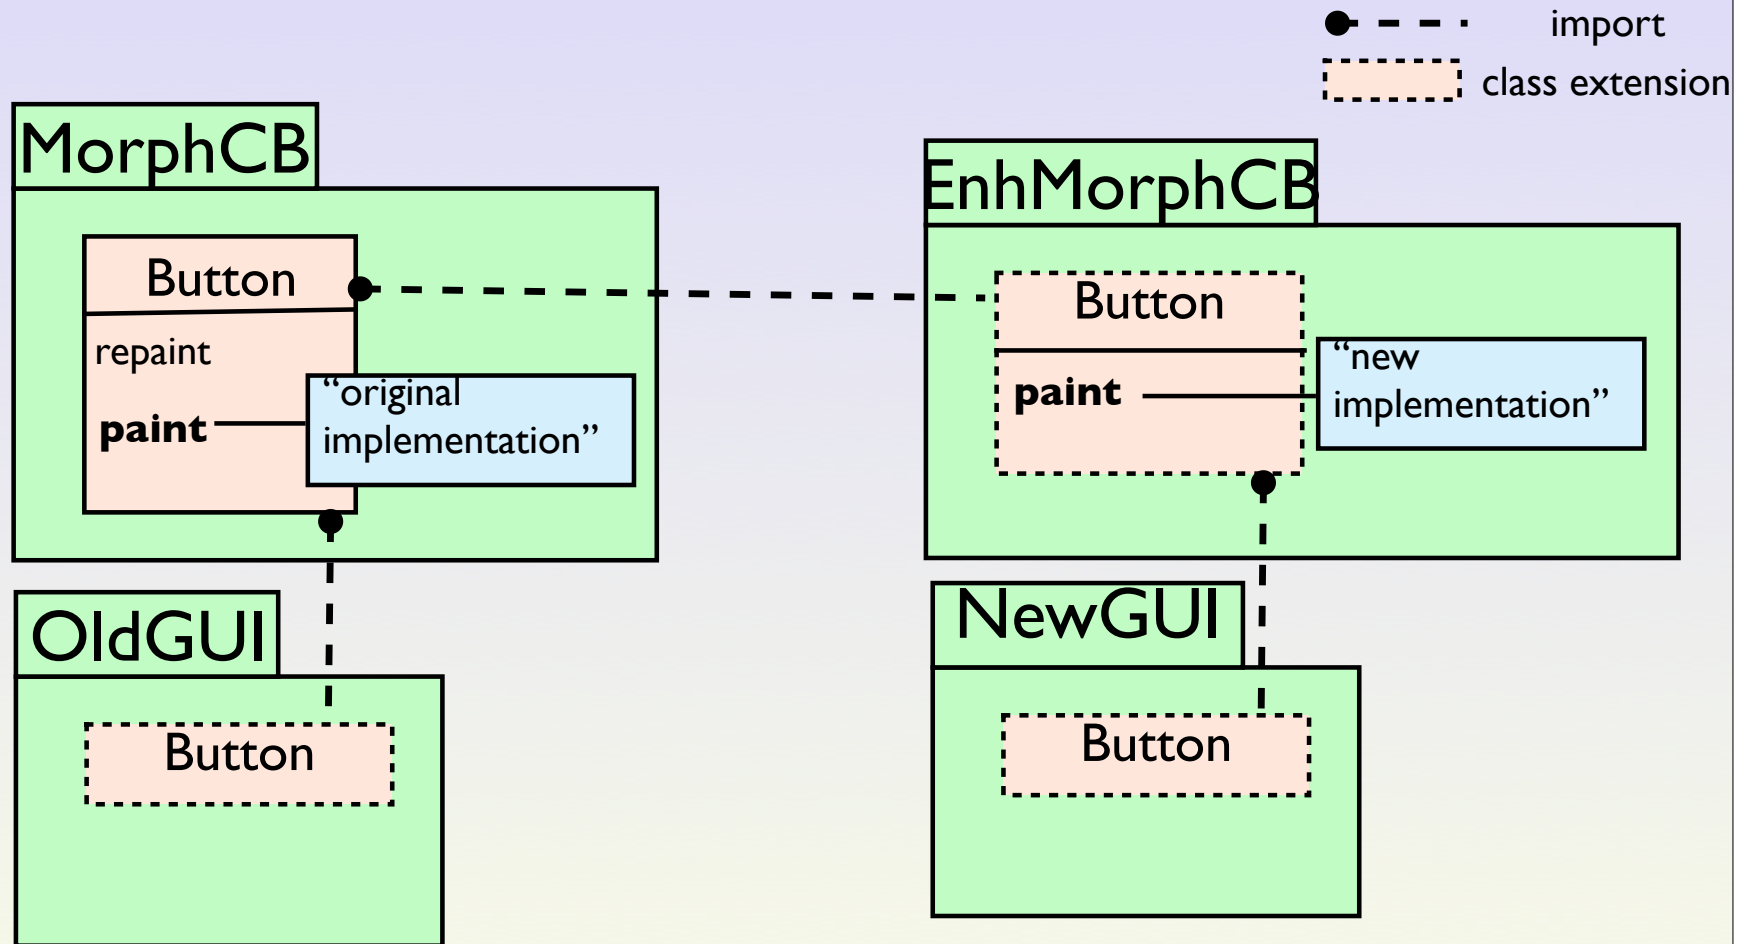 import
class extension
MorphCB
Button
repaint
paint
“original
implementation”
EnhMorphCB
Button
paint
“new
implementation”
OldGUI
Button
NewGUI
Button